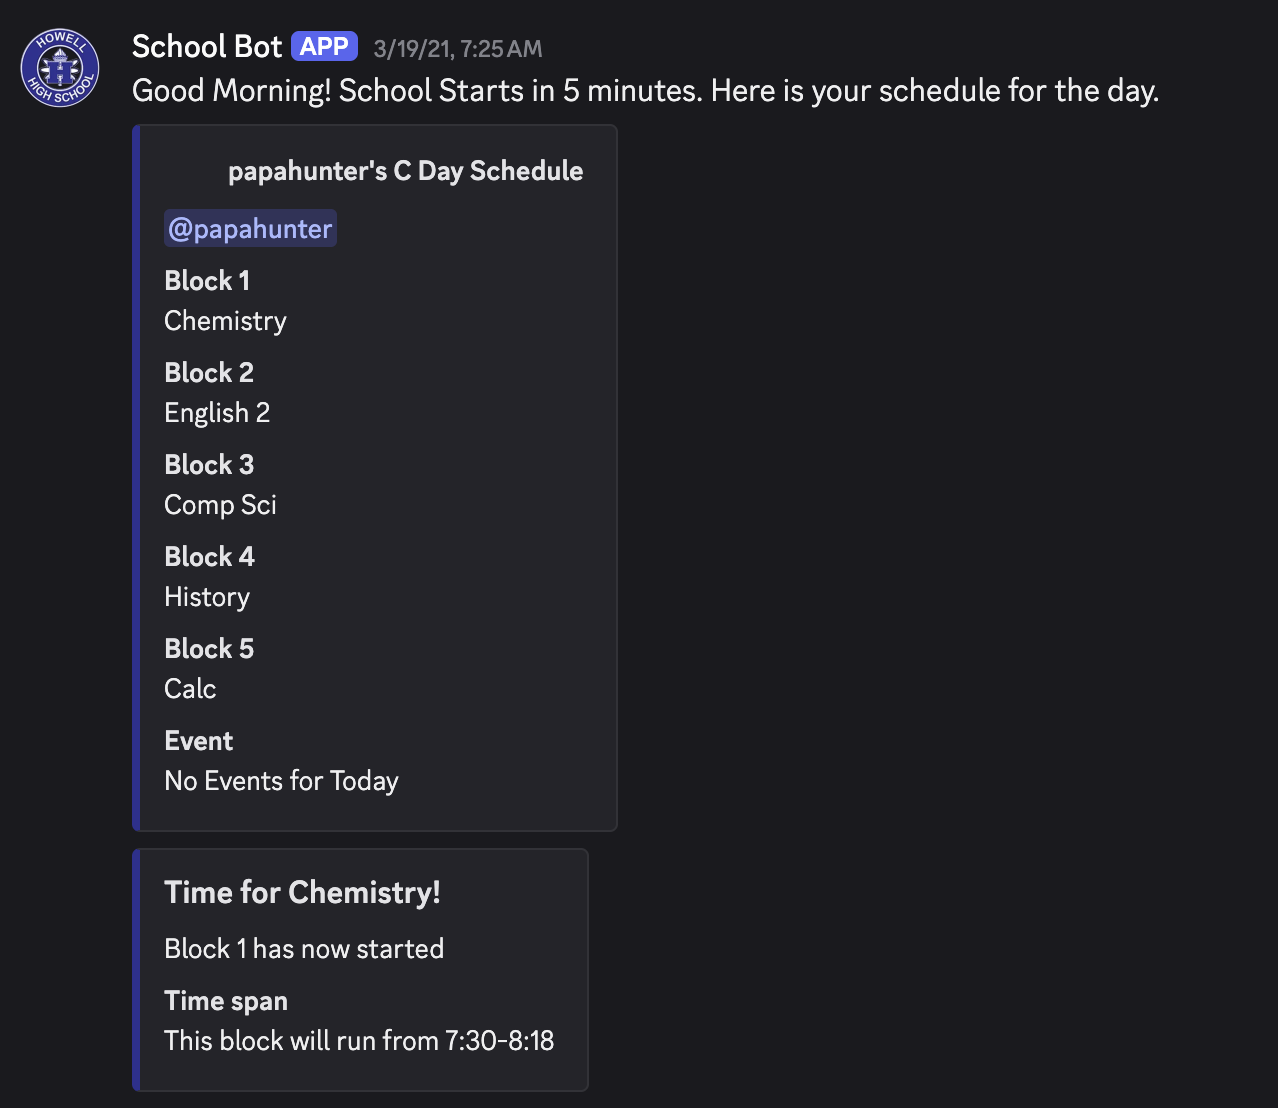 HOWELL
H
HIGH SCHOOL
School Bot APP 3/19/21, 7:25 AM
Good Morning! School Starts in 5 minutes. Here is your schedule for the day.
papahunter's C Day Schedule
@papahunter
Block 1
Chemistry
Block 2
English 2
Block 3
Comp Sci
Block 4
History
Block 5
Calc
Event
No Events for Today
Time for Chemistry!
Block 1 has now started
Time span
This block will run from 7:30-8:18